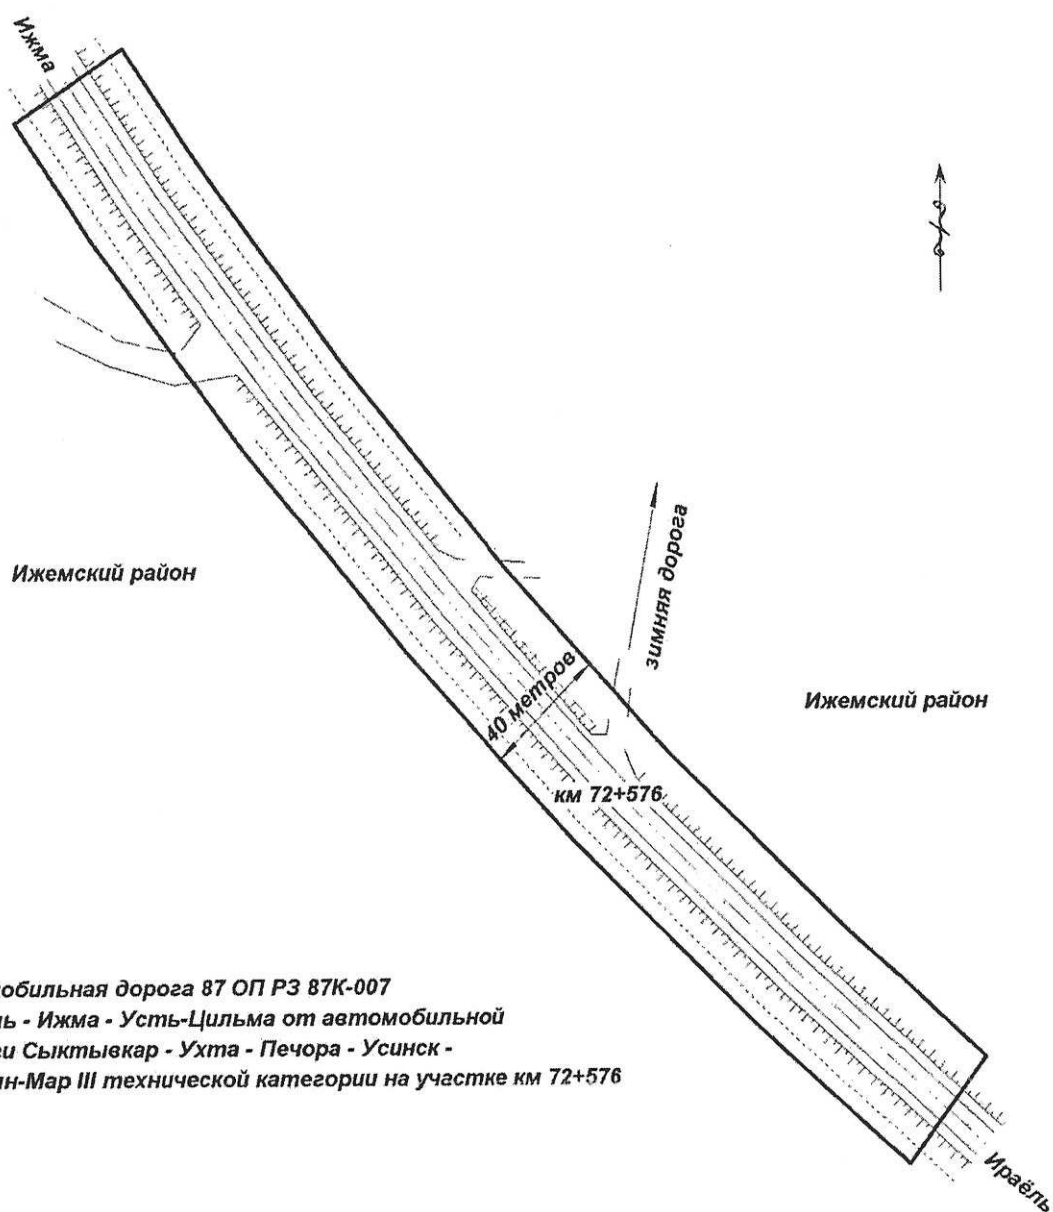 Ижма
Ижемский район
зимняя дорога
40 метров
Ижемский район
км 72+576
обильная дорога 87 ОП РЗ 87К-007
ль - Ижма - Усть-Цильма от автомобильной
и Сыктывкар - Ухта - Печора - Усинск -
н-Мар III технической категории на участке км 72+576
Ираёль